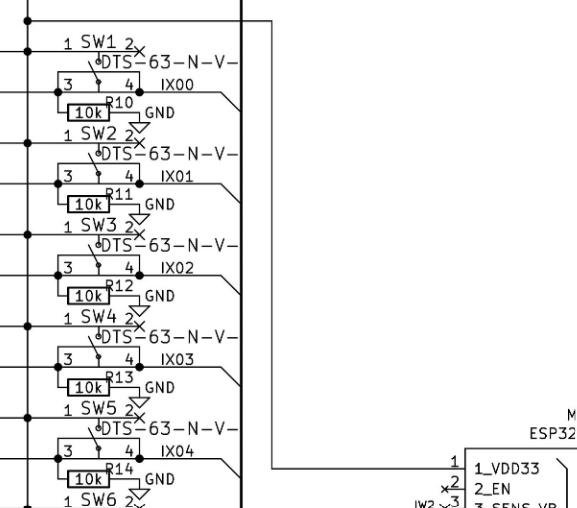 1 SW1 2
DTS-63-N-V-
3 4 IX00
R10
10k GND
1 SW2 2
DTS-63-N-V-
3 4 IX01
R11
10k GND
1 SW3 2
DTS-63-N-V-
3 4 IX02
R12
10k GND
1 SW4 2
DTS-63-N-V-
3 4 IX03
R13
10k GND
1 SW5 2
DTS-63-N-V-
3 4 IX04
R14
10k GND
1 SW6 2
M
ESP32
1 1_VDD33
2 2_EN
JW2 3 3_SENS_VP